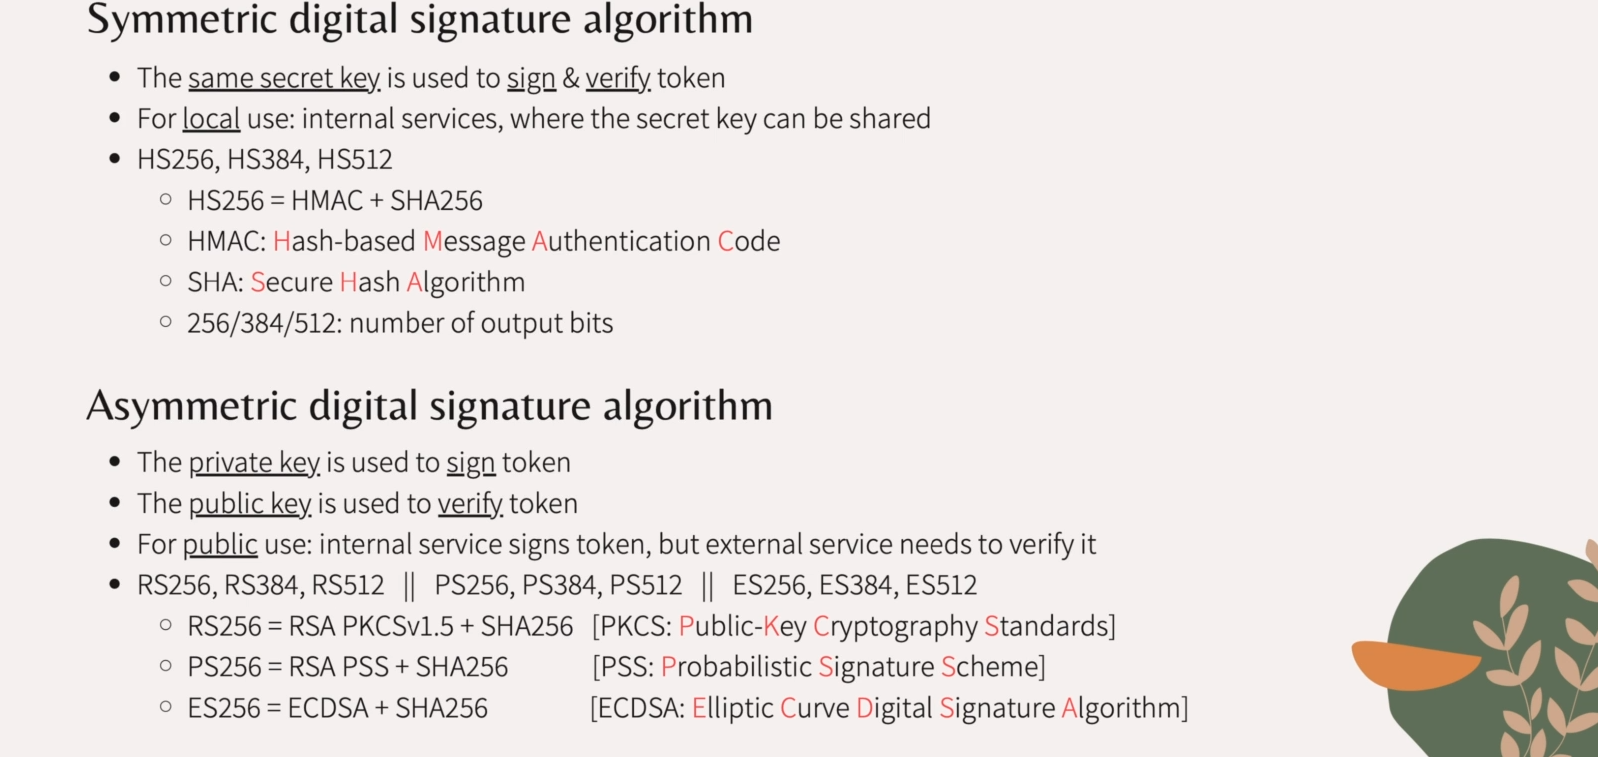 Symmetric digital signature algorithm
• The same secret key is used to sign & verify token
• For local use: internal services, where the secret key can be shared
• HS256, HS384, HS512
○ HS256 = HMAC + SHA256
○ HMAC: Hash-based Message Authentication Code
○ SHA: Secure Hash Algorithm
○ 256/384/512: number of output bits
Asymmetric digital signature algorithm
• The private key is used to sign token
• The public key is used to verify token
• For public use: internal service signs token, but external service needs to verify it
• RS256, RS384, RS512 || PS256, PS384, PS512 || ES256, ES384, ES512
○ RS256 = RSA PKCSv1.5 + SHA256 [PKCS: Public-Key Cryptography Standards]
○ PS256 = RSA PSS + SHA256 [PSS: Probabilistic Signature Scheme]
○ ES256 = ECDSA + SHA256 [ECDSA: Elliptic Curve Digital Signature Algorithm]